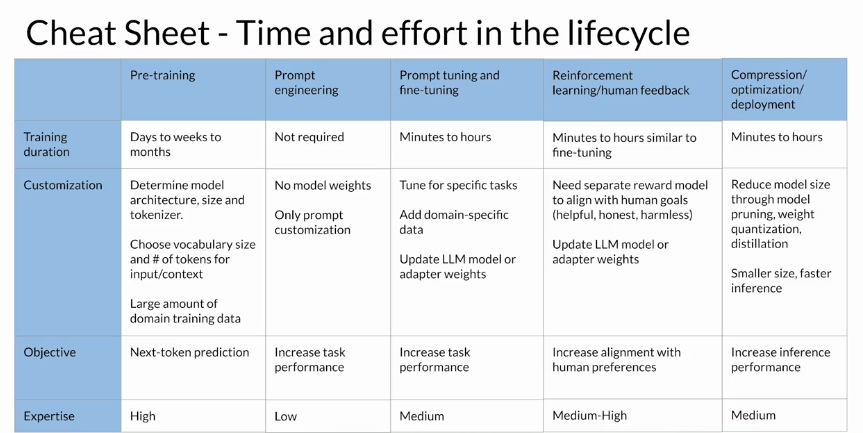 Cheat Sheet - Time and effort in the lifecycle
Pre-training
Prompt
engineering
Prompt tuning and
fine-tuning
Reinforcement
learning/human feedback
Compression/
optimization/
deployment
Training
duration
Days to weeks to
months
Not required
Minutes to hours
Minutes to hours similar to
fine-tuning
Minutes to hours
Customization
Determine model
architecture, size and
tokenizer.
Choose vocabulary size
and # of tokens for
input/context
Large amount of
domain training data
No model weights
Only prompt
customization
Tune for specific tasks
Add domain-specific
data
Update LLM model or
adapter weights
Need separate reward model
to align with human goals
(helpful, honest, harmless)
Update LLM model or
adapter weights
Reduce model size
through model
pruning, weight
quantization,
distillation
Smaller size, faster
inference
Objective
Next-token prediction
Increase task
performance
Increase task
performance
Increase alignment with
human preferences
Increase inference
performance
Expertise
High
Low
Medium
Medium-High
Medium